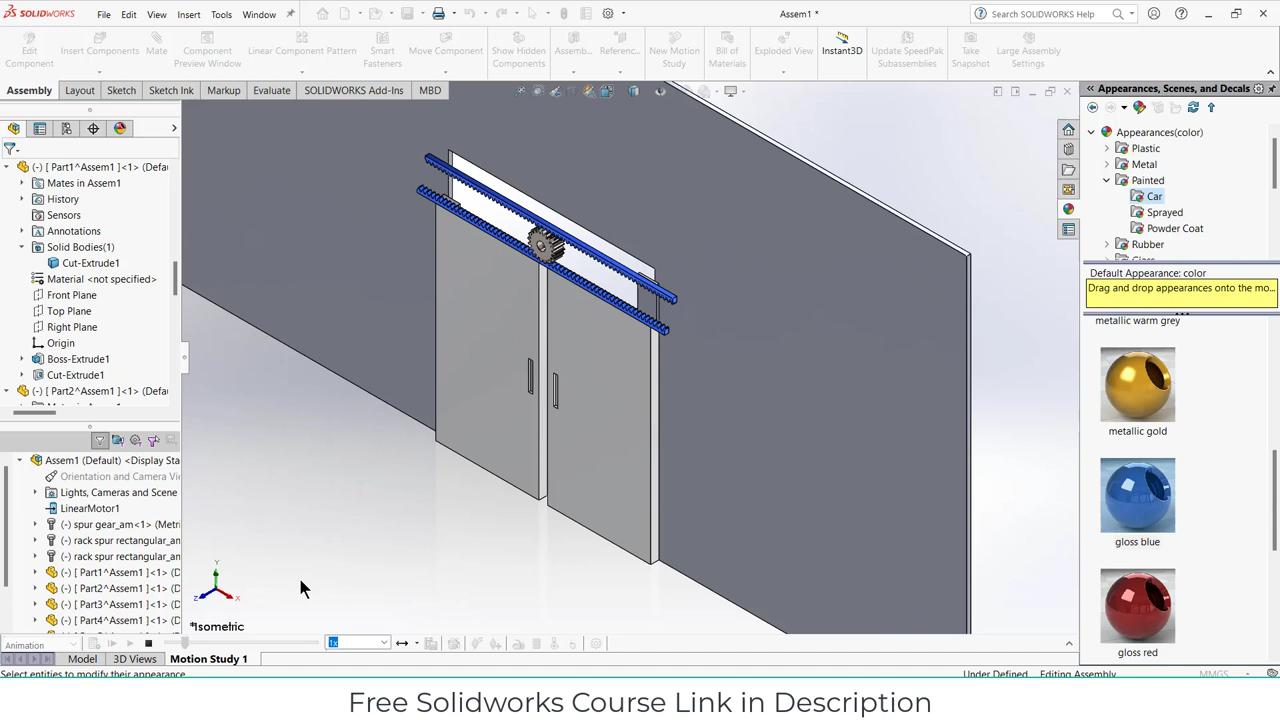 SOLIDWORKS File Edit View Insert Tools Window Assem1 * Search SOLIDWORKS Help
Edit Component
Insert Components
Mate
Component Preview Window
Linear Component Pattern
Smart Fasteners
Move Component
Show Hidden Components
Assemb...
Referenc...
New Motion Study
Bill of Materials
Exploded View
Instant3D
Update SpeedPak Subassemblies
Take Snapshot
Large Assembly Settings
Assembly Layout Sketch Sketch Ink Markup Evaluate SOLIDWORKS Add-Ins MBD
Appearances, Scenes, and Decals
(-) [ Part1^Assem1 ]<1> (Defau
Mates in Assem1
History
Sensors
Annotations
Solid Bodies(1)
Cut-Extrude1
Material <not specified>
Front Plane
Top Plane
Right Plane
Origin
Boss-Extrude1
Cut-Extrude1
(-) [ Part2^Assem1 ]<1> (Defau
Assem1 (Default) <Display Sta
Orientation and Camera Vi
Lights, Cameras and Scene
LinearMotor1
(-) spur gear_am<1> (Metri
(-) rack spur rectangular_am
(-) rack spur rectangular_am
(-) [ Part1^Assem1 ]<1> (D
(-) [ Part2^Assem1 ]<1> (D
(-) [ Part3^Assem1 ]<1> (D
(-) [ Part4^Assem1 ]<1> (D
Y
Z X
*Isometric
Appearances(color)
Plastic
Metal
Painted
Car
Sprayed
Powder Coat
Rubber
Default Appearance: color
Drag and drop appearances onto the mo...
metallic warm grey
metallic gold
gloss blue
gloss red
Animation 1x
Model 3D Views Motion Study 1
Select entities to modify their appearance Under Defined Editing Assembly MMGS
Free Solidworks Course Link in Description